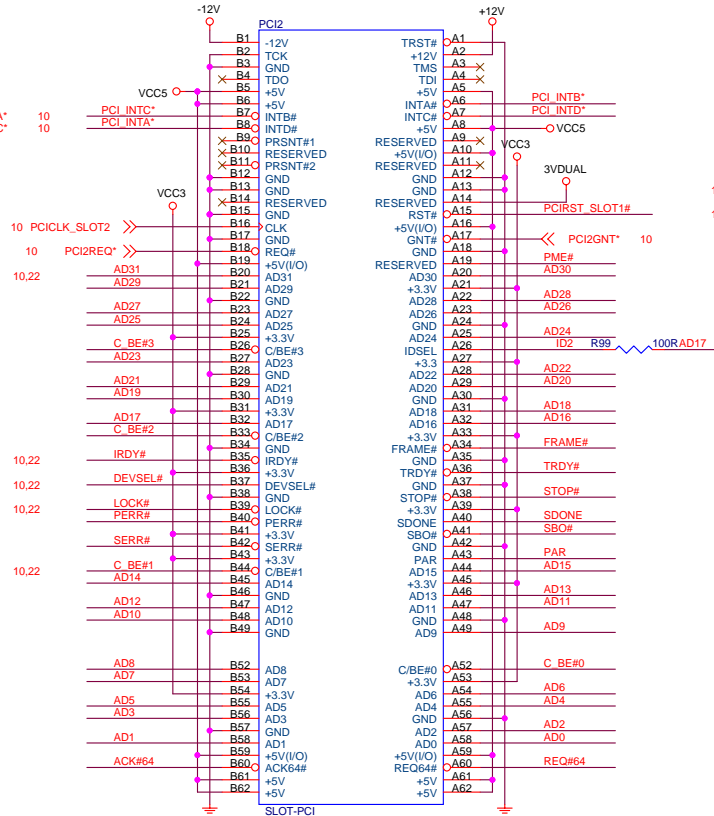 -12V +12V
PCI2
B1 -12V TRST# A1
B2 TCK +12V A2
B3 GND TMS A3
B4 TDO TDI A4
VCC5 B5 +5V +5V A5
B6 +5V INTA# A6 PCI_INTB*
10 PCI_INTC* B7 INTB# INTC# A7 PCI_INTD*
10 PCI_INTA* B8 INTD# +5V A8 VCC5
B9 PRSNT#1 RESERVED A9
B10 RESERVED +5V(I/O) A10 VCC3
B11 PRSNT#2 RESERVED A11
B12 GND GND A12
B13 GND GND A13 3VDUAL
VCC3 B14 RESERVED RESERVED A14
B15 GND RST# A15 PCIRST_SLOT1#
10 PCICLK_SLOT2 B16 CLK +5V(I/O) A16
B17 GND GNT# A17 PCI2GNT* 10
10 PCI2REQ* B18 REQ# GND A18
B19 +5V(I/O) RESERVED A19 PME#
10,22 AD31 B20 AD31 AD30 A20 AD30
AD29 B21 AD29 +3.3V A21
B22 GND AD28 A22 AD28
AD27 B23 AD27 AD26 A23 AD26
AD25 B24 AD25 GND A24
B25 +3.3V AD24 A25 AD24
C_BE#3 B26 C/BE#3 IDSEL A26 ID2 R99 100R AD17
AD23 B27 AD23 +3.3 A27
B28 GND AD22 A28 AD22
AD21 B29 AD21 AD20 A29 AD20
AD19 B30 AD19 GND A30
B31 +3.3V AD18 A31 AD18
AD17 B32 AD17 AD16 A32 AD16
C_BE#2 B33 C/BE#2 +3.3V A33
B34 GND FRAME# A34 FRAME#
10,22 IRDY# B35 IRDY# GND A35
B36 +3.3V TRDY# A36 TRDY#
10,22 DEVSEL# B37 DEVSEL# GND A37
B38 GND STOP# A38 STOP#
10,22 LOCK# B39 LOCK# +3.3V A39
PERR# B40 PERR# SDONE A40 SDONE
B41 +3.3V SBO# A41 SBO#
SERR# B42 SERR# GND A42
B43 +3.3V PAR A43 PAR
10,22 C_BE#1 B44 C/BE#1 AD15 A44 AD15
AD14 B45 AD14 +3.3V A45
B46 GND AD13 A46 AD13
AD12 B47 AD12 AD11 A47 AD11
AD10 B48 AD10 GND A48
B49 GND AD9 A49 AD9
AD8 B52 AD8 C/BE#0 A52 C_BE#0
AD7 B53 AD7 +3.3V A53
B54 +3.3V AD6 A54 AD6
AD5 B55 AD5 AD4 A55 AD4
AD3 B56 AD3 GND A56
B57 GND AD2 A57 AD2
AD1 B58 AD1 AD0 A58 AD0
B59 +5V(I/O) +5V(I/O) A59
ACK#64 B60 ACK64# REQ64# A60 REQ#64
B61 +5V +5V A61
B62 +5V +5V A62
SLOT-PCI